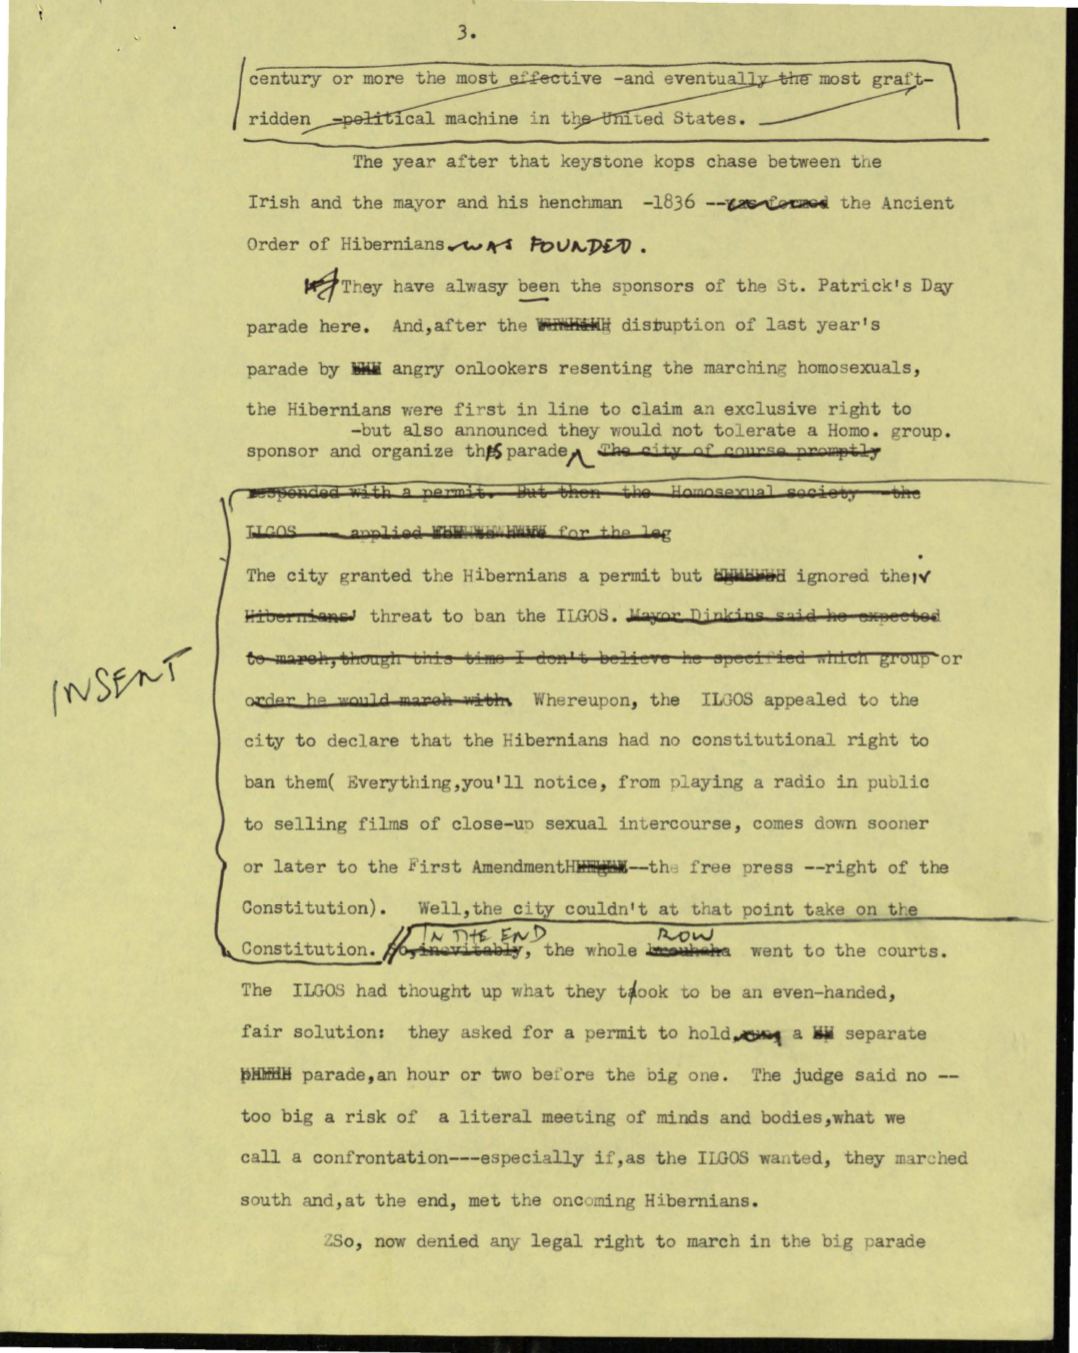 3.
century or more the most effective -and eventually the most graft-
ridden -political machine in the United States.
The year after that keystone kops chase between the
Irish and the mayor and his henchman -1836 --was formed the Ancient
Order of Hibernians WAS FOUNDED.
They have alwasy been the sponsors of the St. Patrick's Day
parade here. And,after the distuption of last year's
parade by angry onlookers resenting the marching homosexuals,
the Hibernians were first in line to claim an exclusive right to
-but also announced they would not tolerate a Homo. group.
sponsor and organize this parade The city of course promptly
responded with a permit. But then the Homosexual society --the
ILGOS -- applied for the leg
The city granted the Hibernians a permit but ignored their
Hibernians' threat to ban the ILGOS. Mayor Dinkins said he expected
to march,though this time I don't believe he specified which group or
order he would march with. Whereupon, the ILGOS appealed to the
INSERT
city to declare that the Hibernians had no constitutional right to
ban them( Everything,you'll notice, from playing a radio in public
to selling films of close-up sexual intercourse, comes down sooner
or later to the First Amendment--the free press --right of the
Constitution). Well,the city couldn't at that point take on the
IN THE END ROW
Constitution. So,inevitably, the whole brouhaha went to the courts.
The ILGOS had thought up what they took to be an even-handed,
fair solution: they asked for a permit to hold a separate
parade,an hour or two before the big one. The judge said no --
too big a risk of a literal meeting of minds and bodies,what we
call a confrontation---especially if,as the ILGOS wanted, they marched
south and,at the end, met the oncoming Hibernians.
So, now denied any legal right to march in the big parade